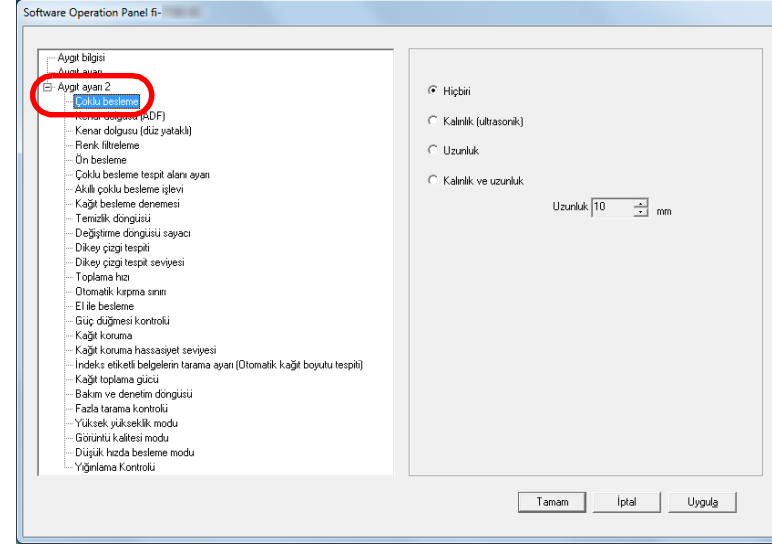 Software Operation Panel fi-
Aygıt bilgisi
Aygıt ayarı
Aygıt ayarı 2
Çoklu besleme
Kenar dolgusu (ADF)
Kenar dolgusu (düz yataklı)
Renk filtreleme
Ön besleme
Çoklu besleme tespit alanı ayarı
Akıllı çoklu besleme işlevi
Kağıt besleme denemesi
Temizlik döngüsü
Değiştirme döngüsü sayacı
Dikey çizgi tespiti
Dikey çizgi tespit seviyesi
Toplama hızı
Otomatik kırpma sınırı
El ile besleme
Güç düğmesi kontrolü
Kağıt koruma
Kağıt koruma hassasiyet seviyesi
İndeks etiketli belgelerin tarama ayarı (Otomatik kağıt boyutu tespiti)
Kağıt toplama gücü
Bakım ve denetim döngüsü
Fazla tarama kontrolü
Yüksek yükseklik modu
Görüntü kalitesi modu
Düşük hızda besleme modu
Yığınlama Kontrolü
Hiçbiri
Kalınlık (ultrasonik)
Uzunluk
Kalınlık ve uzunluk
Uzunluk 10 mm
Tamam İptal Uygula